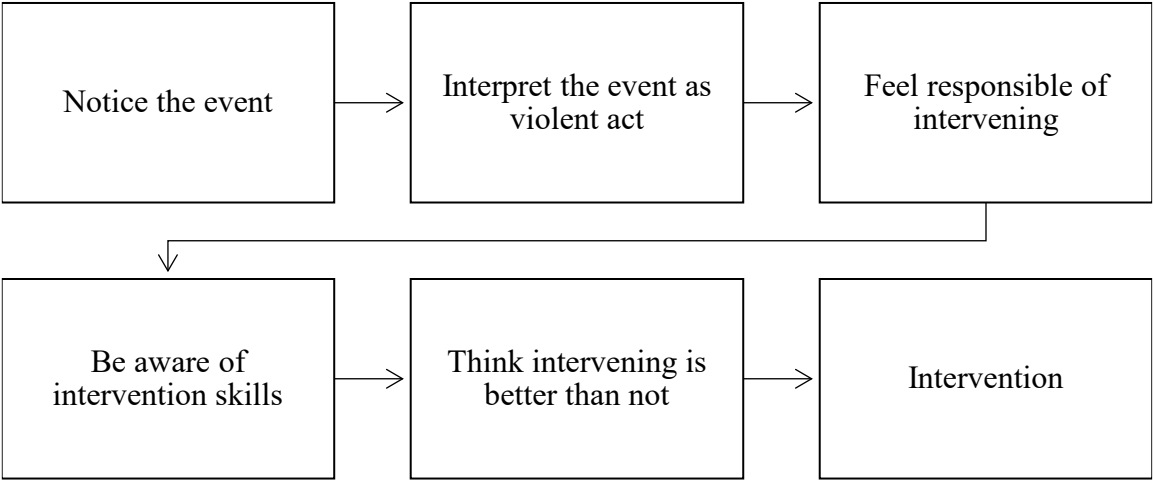 Notice the event
Interpret the event as
violent act
Feel responsible of
intervening
Be aware of
intervention skills
Think intervening is
better than not
Intervention